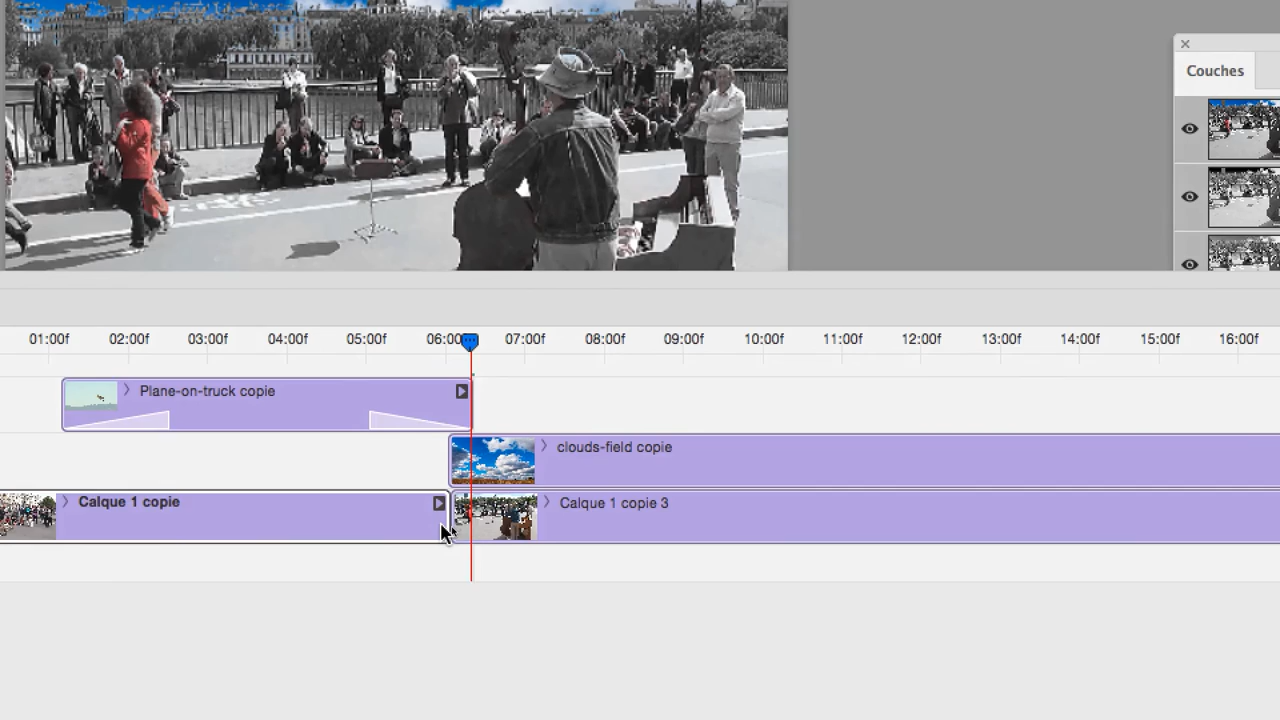 Couches
01:00f 02:00f 03:00f 04:00f 05:00f 06:00 07:00f 08:00f 09:00f 10:00f 11:00f 12:00f 13:00f 14:00f 15:00f 16:00f
Plane-on-truck copie
clouds-field copie
Calque 1 copie
Calque 1 copie 3